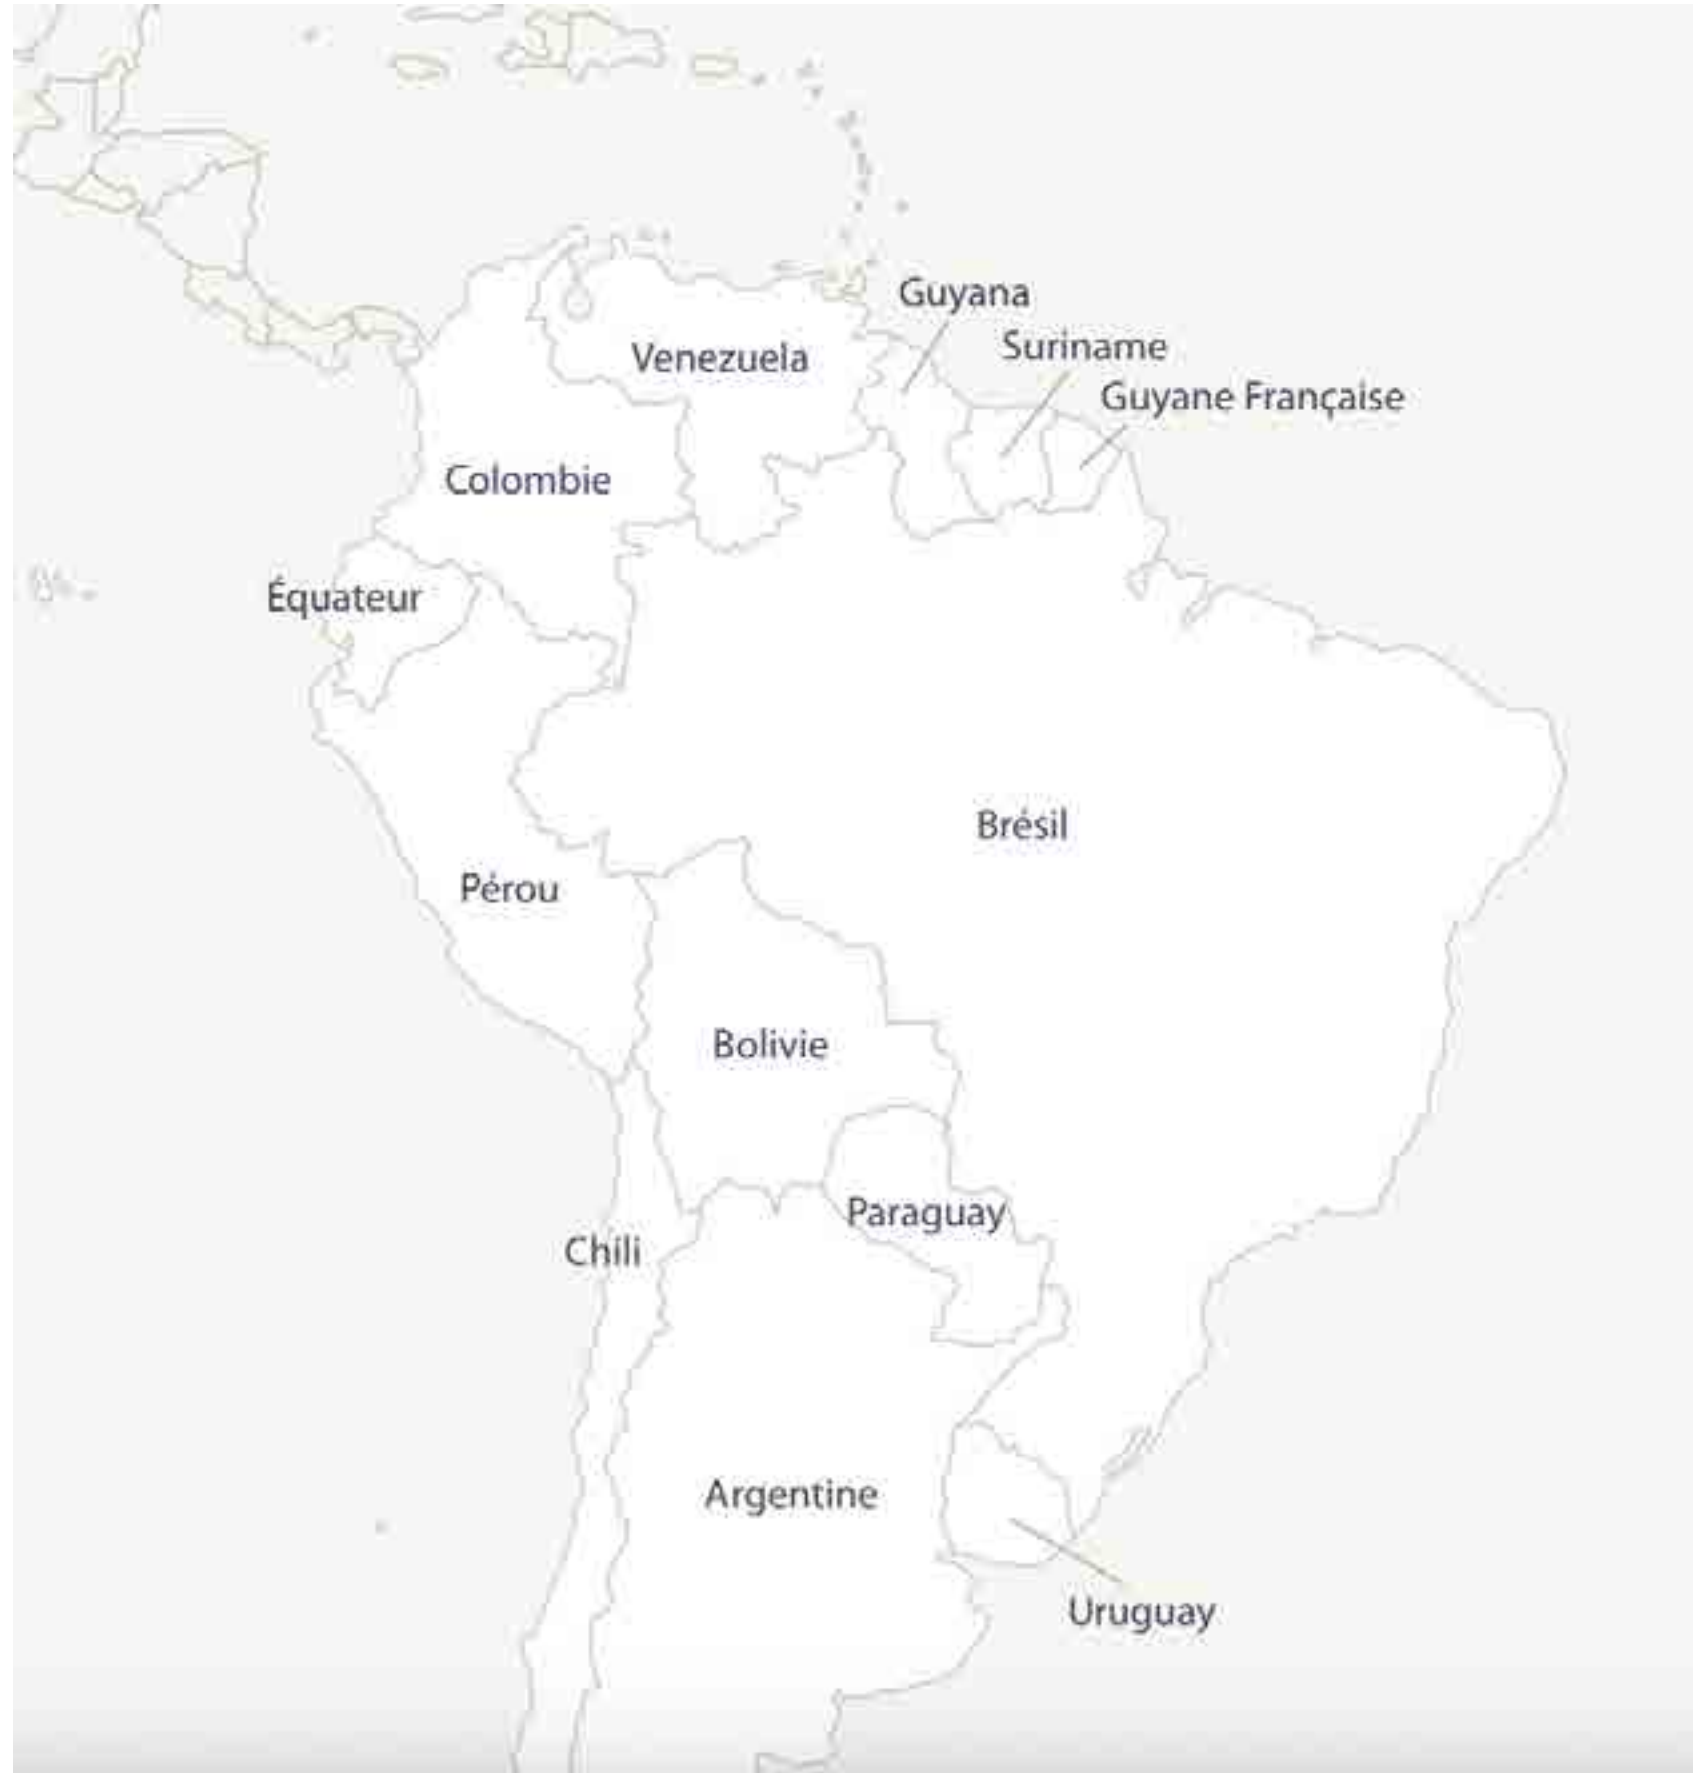 Guyana
Suriname
Venezuela
Guyane Française
Colombie
Équateur
Brésil
Pérou
Bolivie
Paraguay
Chili
Argentine
Uruguay